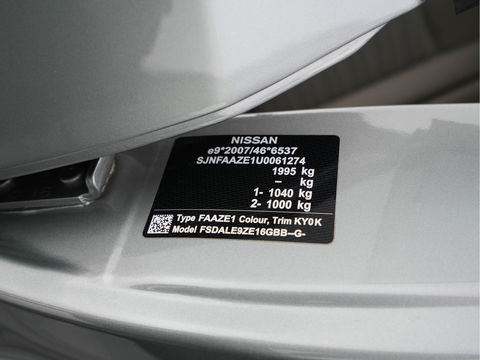 NISSAN
e9*2007/46*6537
SJNFAAZE1U0061274
1995 kg
– kg
1- 1040 kg
2- 1000 kg
Type FAAZE1 Colour, Trim KY0 K
Model FSDALE9ZE16GBB--G-